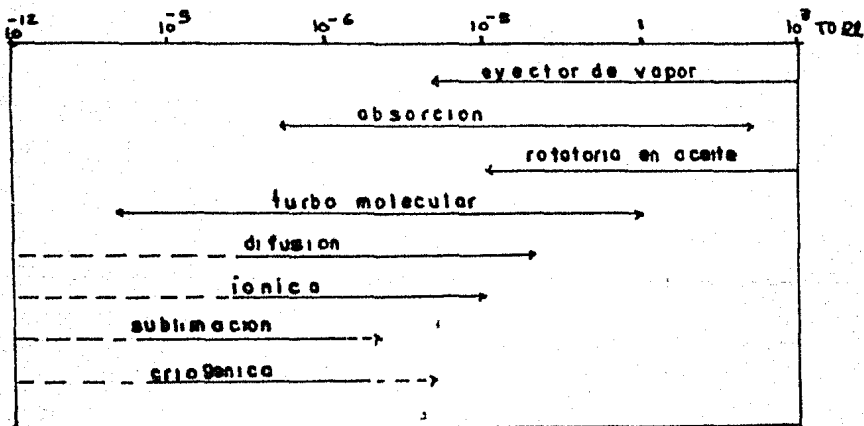 10⁻¹² 10⁻⁹ 10⁻⁶ 10⁻³ 1 10³ TORR
eyector de vapor
absorcion
rotatoria en aceite
turbo molecular
difusion
ionica
sublimacion
criogenica